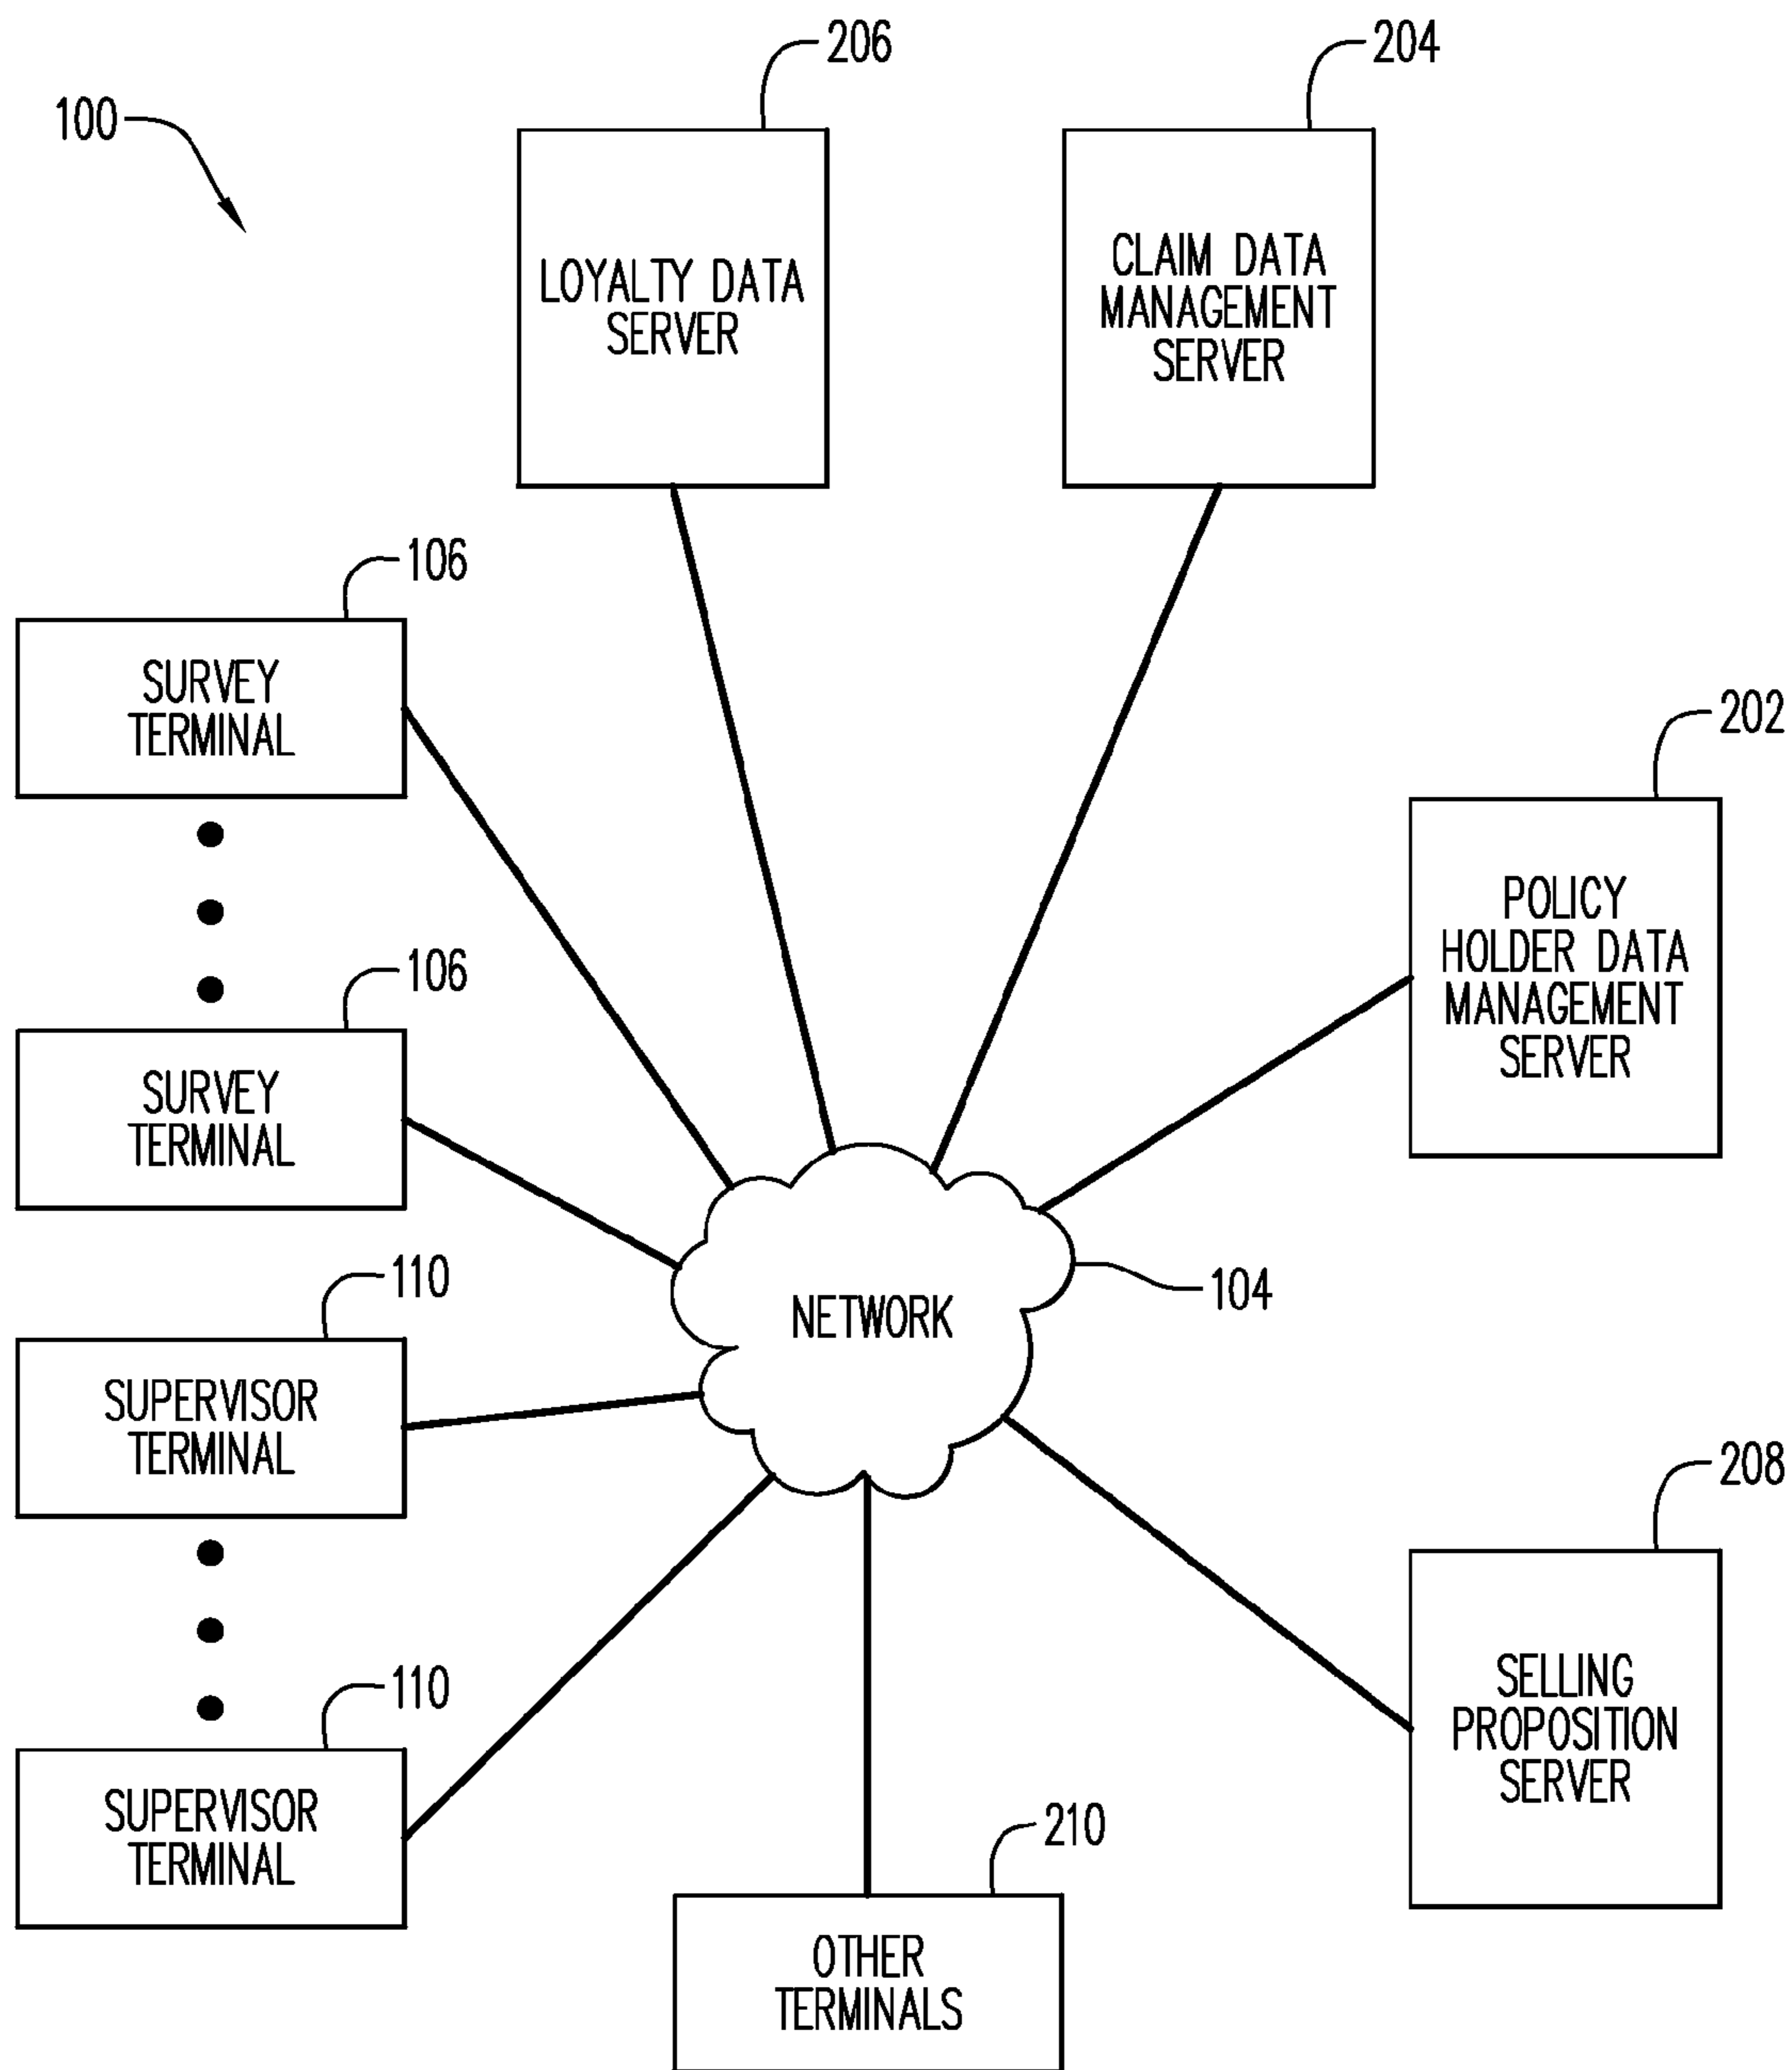 206
204
100
LOYALTY DATA
SERVER
CLAIM DATA
MANAGEMENT
SERVER
106
SURVEY
TERMINAL
202
POLICY
HOLDER DATA
MANAGEMENT
SERVER
106
SURVEY
TERMINAL
110
104
NETWORK
SUPERVISOR
TERMINAL
208
SELLING
PROPOSITION
SERVER
110
SUPERVISOR
TERMINAL
210
OTHER
TERMINALS